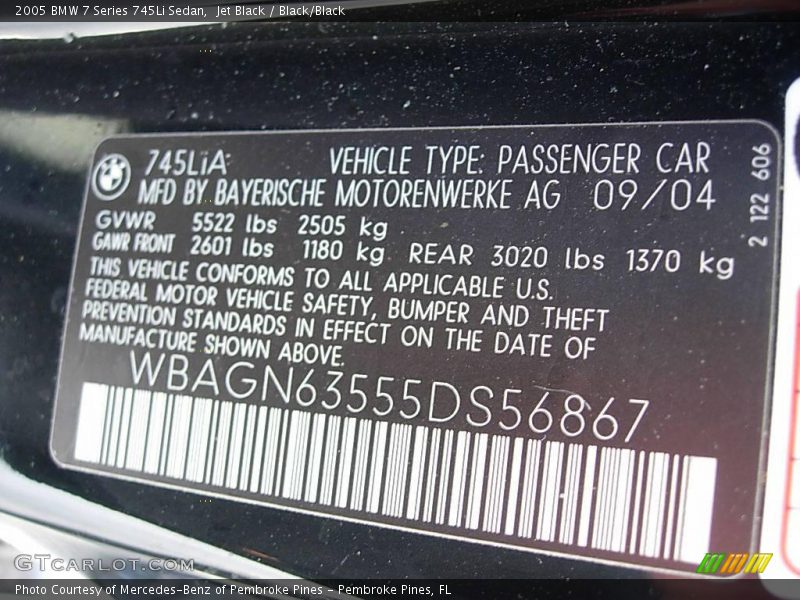 2005 BMW 7 Series 745Li Sedan, Jet Black / Black/Black
745LiA VEHICLE TYPE: PASSENGER CAR
MFD BY BAYERISCHE MOTORENWERKE AG 09/04
GVWR 5522 lbs 2505 kg
GAWR FRONT 2601 lbs 1180 kg REAR 3020 lbs 1370 kg
THIS VEHICLE CONFORMS TO ALL APPLICABLE U.S.
FEDERAL MOTOR VEHICLE SAFETY, BUMPER AND THEFT
PREVENTION STANDARDS IN EFFECT ON THE DATE OF
MANUFACTURE SHOWN ABOVE.
WBAGN63555DS56867
2 122 606
GTCARLOT.COM
Photo Courtesy of Mercedes-Benz of Pembroke Pines - Pembroke Pines, FL